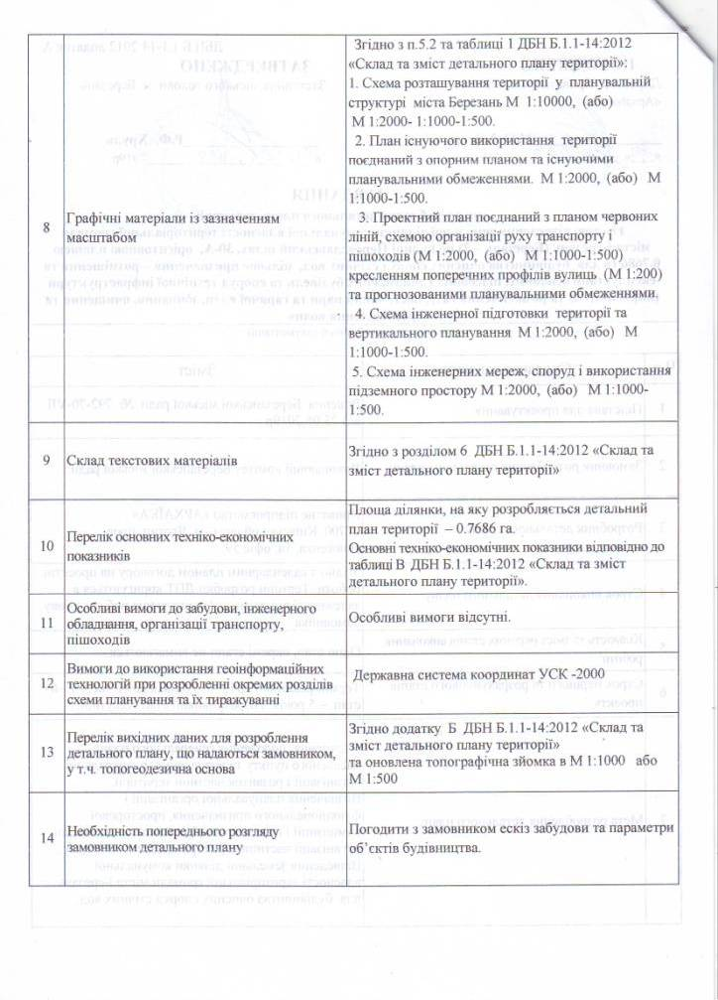 8
Графічні матеріали із зазначенням
масштабом
Згідно з п.5.2 та таблиці 1 ДБН Б.1.1-14:2012
«Склад та зміст детального плану території»:
1. Схема розташування території у планувальній
структурі міста Березань М 1:10000, (або)
М 1:2000- 1:1000-1:500.
2. План існуючого використання території
поєднаний з опорним планом та існуючими
планувальними обмеженнями. М 1:2000, (або) М
1:1000-1:500.
3. Проектний план поєднаний з планом червоних
ліній, схемою організації руху транспорту і
пішоходів (М 1:2000, (або) М 1:1000-1:500)
кресленням поперечних профілів вулиць (М 1:200)
та прогнозованими планувальними обмеженнями.
4. Схема інженерної підготовки території та
вертикального планування М 1:2000, (або) М
1:1000-1:500.
5. Схема інженерних мереж, споруд і використання
підземного простору М 1:2000, (або) М 1:1000-
1:500.
9
Склад текстових матеріалів
Згідно з розділом 6 ДБН Б.1.1-14:2012 «Склад та
зміст детального плану території»
10
Перелік основних техніко-економічних
показників
Площа ділянки, на яку розробляється детальний
план території – 0.7686 га.
Основні техніко-економічні показники відповідно до
таблиці В ДБН Б.1.1-14:2012 «Склад та зміст
детального плану території».
11
Особливі вимоги до забудови, інженерного
обладнання, організації транспорту,
пішоходів
Особливі вимоги відсутні.
12
Вимоги до використання геоінформаційних
технологій при розробленні окремих розділів
схеми планування та їх тиражуванні
Державна система координат УСК -2000
13
Перелік вихідних даних для розроблення
детального плану, що надаються замовником,
у т.ч. топогеодезична основа
Згідно додатку Б ДБН Б.1.1-14:2012 «Склад та
зміст детального плану території»
та оновлена топографічна зйомка в М 1:1000 або
М 1:500
14
Необхідність попереднього розгляду
замовником детального плану
Погодити з замовником ескіз забудови та параметри
об’єктів будівництва.